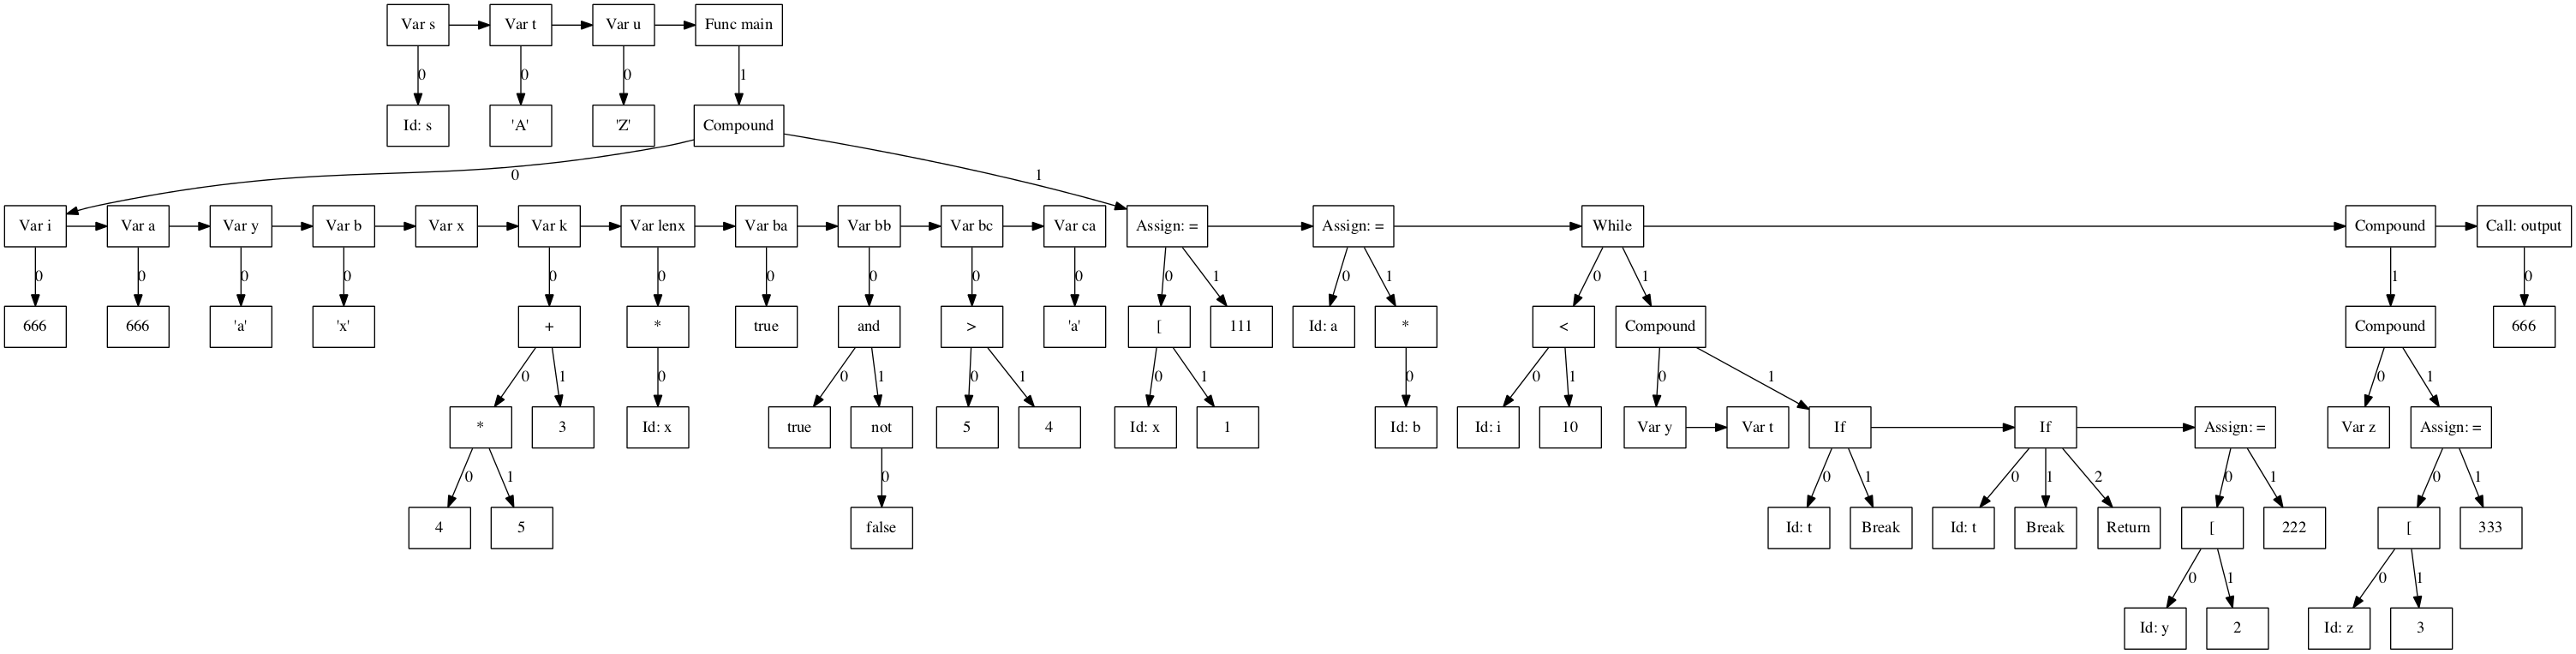 Var s Var t Var u Func main
0 0 0 1
Id: s 'A' 'Z' Compound
0 1
Var i Var a Var y Var b Var x Var k Var lenx Var ba Var bb Var bc Var ca Assign: = Assign: = While Compound Call: output
0 0 0 0 0 0 0 0 0 0 0 1 0 1 0 1 1 0
666 666 'a' 'x' + * true and > 'a' [ 111 Id: a * < Compound Compound 666
0 1 0 0 1 0 1 0 1 0 0 1 0 1 0 1
* 3 Id: x true not 5 4 Id: x 1 Id: b Id: i 10 Var y Var t If If Assign: = Var z Assign: =
0 1 0 0 1 0 1 2 0 1 0 1
4 5 false Id: t Break Id: t Break Return [ 222 [ 333
0 1 0 1
Id: y 2 Id: z 3